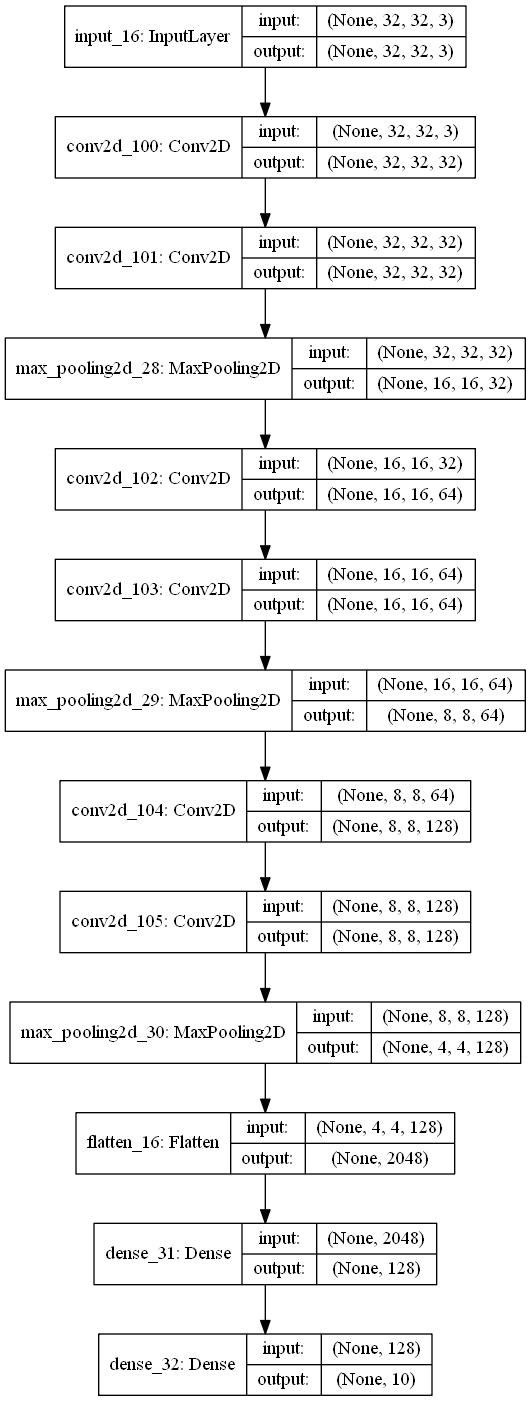 input_16: InputLayer
input: (None, 32, 32, 3)
output: (None, 32, 32, 3)
conv2d_100: Conv2D
input: (None, 32, 32, 3)
output: (None, 32, 32, 32)
conv2d_101: Conv2D
input: (None, 32, 32, 32)
output: (None, 32, 32, 32)
max_pooling2d_28: MaxPooling2D
input: (None, 32, 32, 32)
output: (None, 16, 16, 32)
conv2d_102: Conv2D
input: (None, 16, 16, 32)
output: (None, 16, 16, 64)
conv2d_103: Conv2D
input: (None, 16, 16, 64)
output: (None, 16, 16, 64)
max_pooling2d_29: MaxPooling2D
input: (None, 16, 16, 64)
output: (None, 8, 8, 64)
conv2d_104: Conv2D
input: (None, 8, 8, 64)
output: (None, 8, 8, 128)
conv2d_105: Conv2D
input: (None, 8, 8, 128)
output: (None, 8, 8, 128)
max_pooling2d_30: MaxPooling2D
input: (None, 8, 8, 128)
output: (None, 4, 4, 128)
flatten_16: Flatten
input: (None, 4, 4, 128)
output: (None, 2048)
dense_31: Dense
input: (None, 2048)
output: (None, 128)
dense_32: Dense
input: (None, 128)
output: (None, 10)